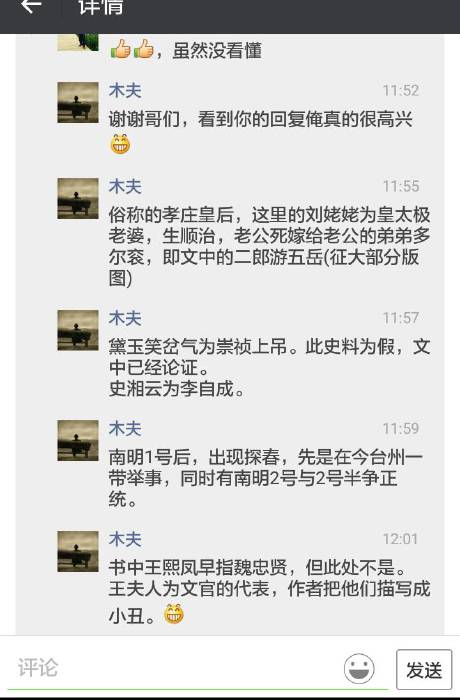 详情
👍👍，虽然没看懂
木夫 11:52
谢谢哥们，看到你的回复俺真的很高兴
😁
木夫 11:55
俗称的孝庄皇后，这里的刘姥姥为皇太极
老婆，生顺治，老公死嫁给老公的弟弟多
尔衮，即文中的二郎游五岳(征大部分版
图)
木夫 11:57
黛玉笑岔气为崇祯上吊。此史料为假，文
中已经论证。
史湘云为李自成。
木夫 11:59
南明1号后，出现探春，先是在今台州一
带举事，同时有南明2号与2号半争正
统。
木夫 12:01
书中王熙凤早指魏忠贤，但此处不是。
王夫人为文官的代表，作者把他们描写成
小丑。😁
评论
发送